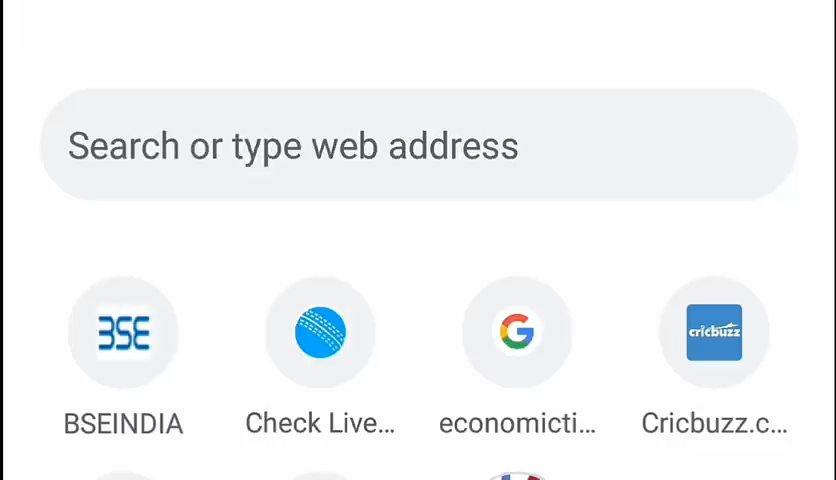 Search or type web address
BSE
cricbuzz
BSEINDIA
Check Live...
economicti...
Cricbuzz.c...